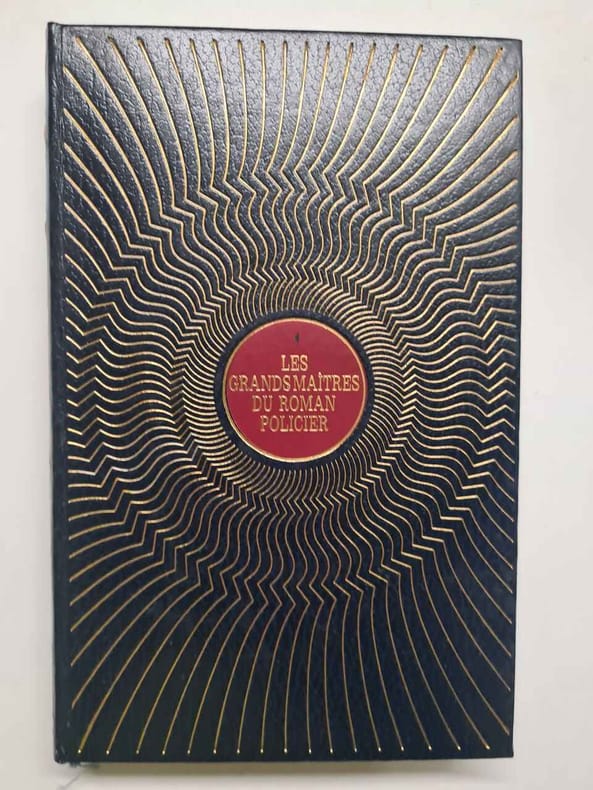 LES
GRANDS MAÎTRES
DU ROMAN
POLICIER